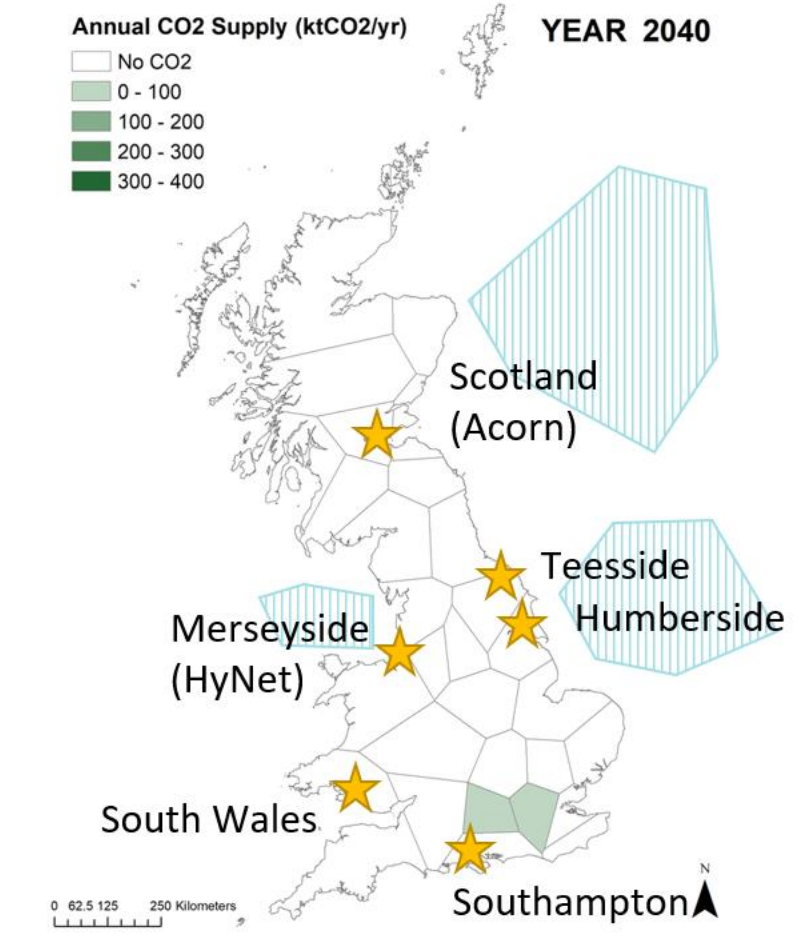 Annual CO2 Supply (ktCO2/yr)
YEAR 2040
No CO2
0 - 100
100 - 200
200 - 300
300 - 400
Scotland
(Acorn)
Teesside
Humberside
Merseyside
(HyNet)
South Wales
Southampton
N
0 62.5 125 250 Kilometers